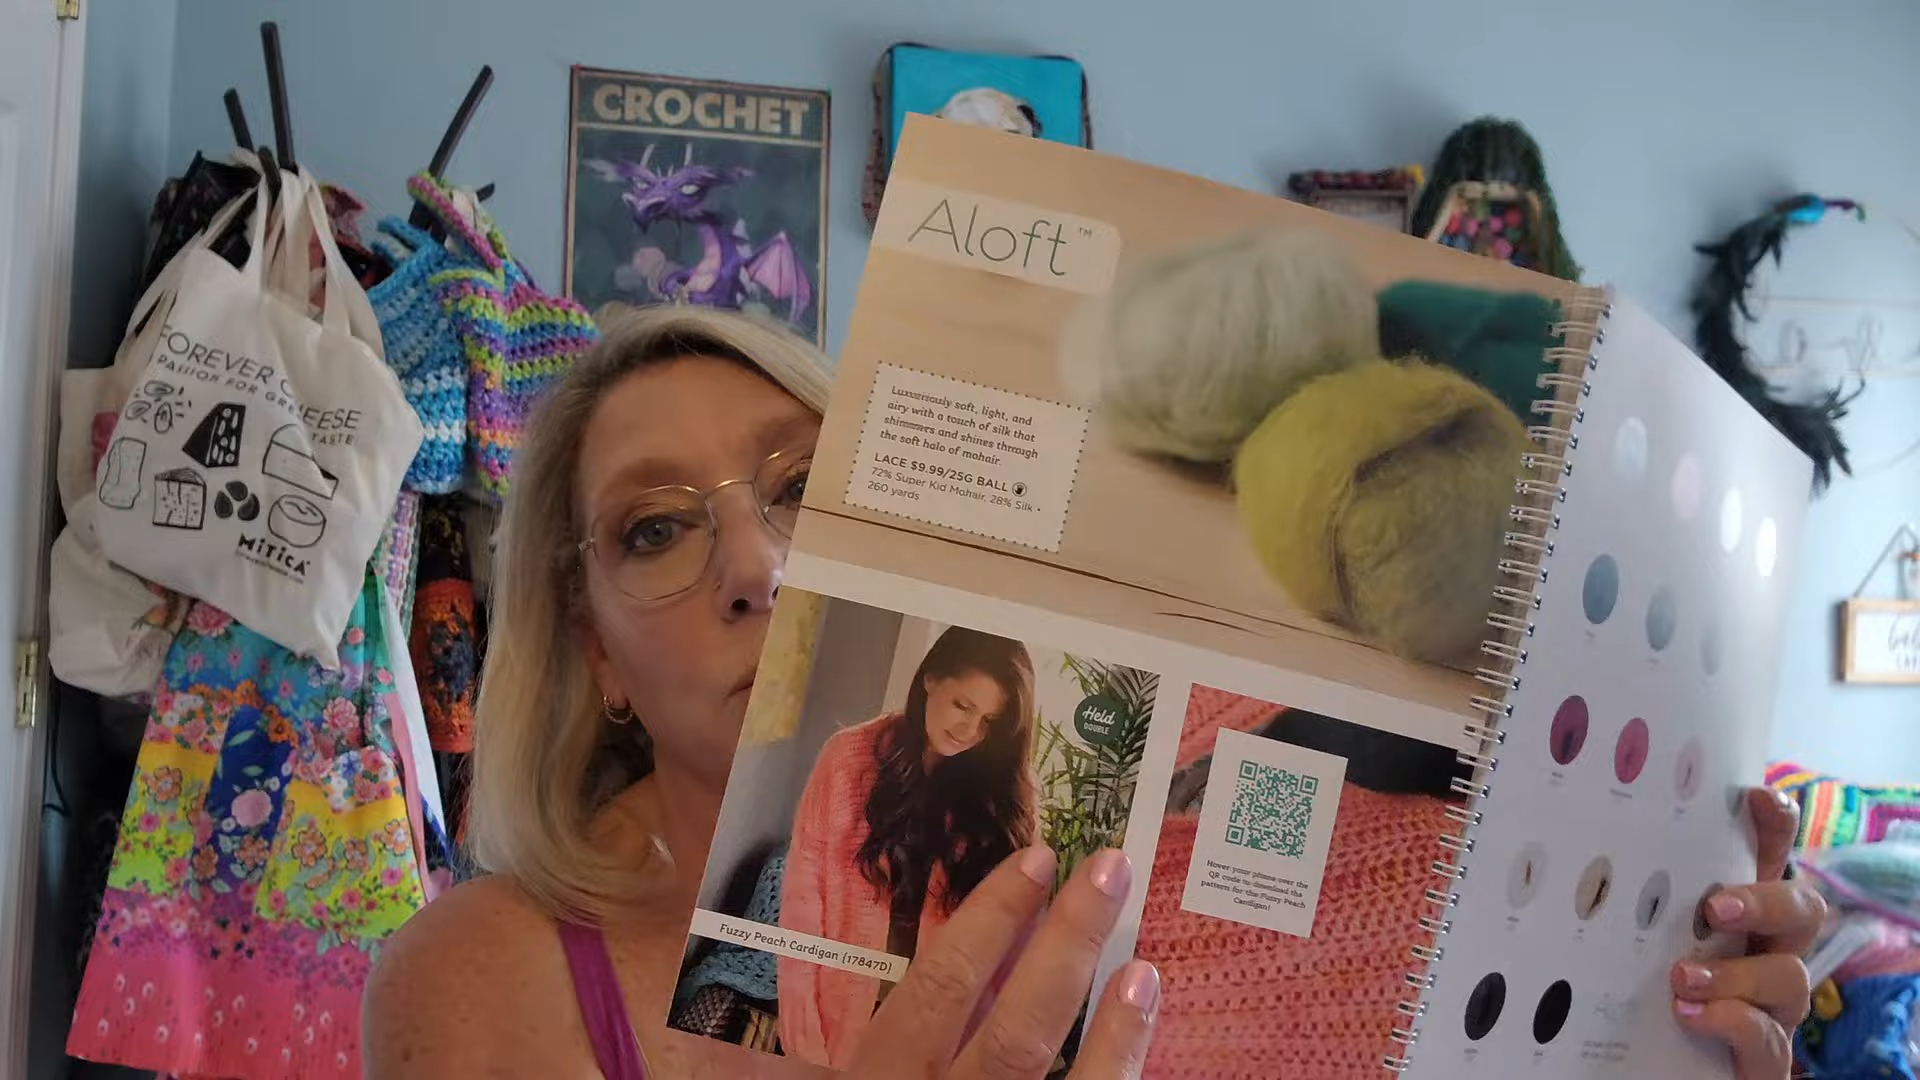 CROCHET
FOREVER CHEESE
PASSION FOR GREAT TASTE
MiTiCA
Aloft™
Luxuriously soft, light, and
airy with a touch of silk that
shimmers and shines through
the soft halo of mohair.
LACE $9.99/25G BALL
72% Super Kid Mohair, 28% Silk •
260 yards
Held
DOUBLE
Fuzzy Peach Cardigan (17847D)
Hover your phone over the
QR code to download the
pattern for the Fuzzy Peach
Cardigan!